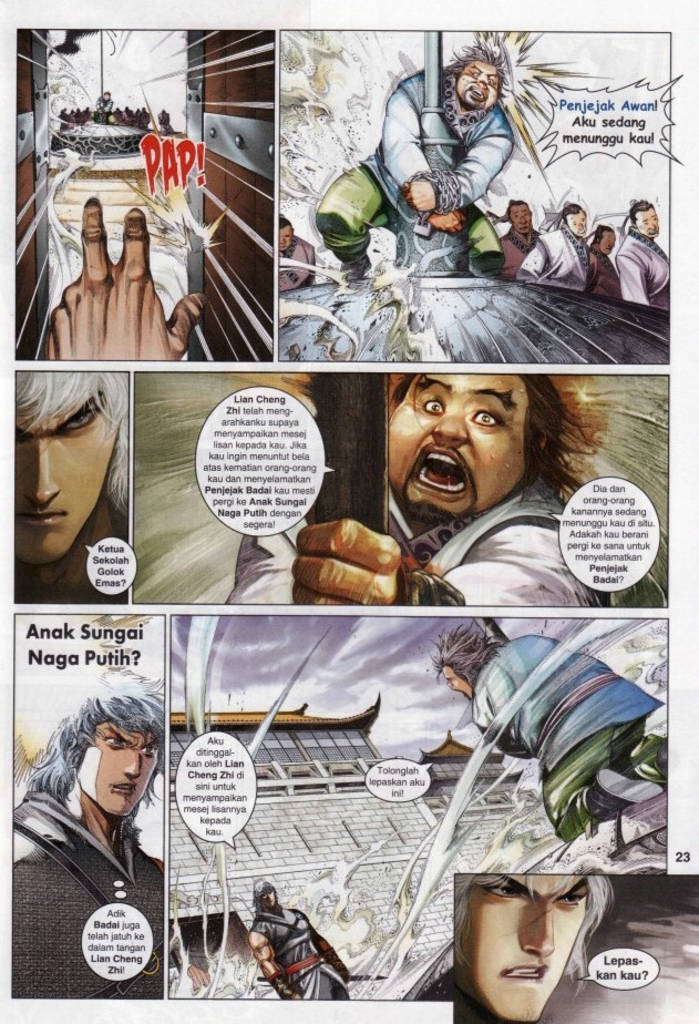 PAP!
Penjejak Awan!
Aku sedang
menunggu kau!
Ketua
Sekolah
Golok
Emas?
Lian Cheng
Zhi telah meng-
arahkanku supaya
menyampaikan mesej
lisan kepada kau. Jika
kau ingin menuntut bela
atas kematian orang-orang
kau dan menyelamatkan
Penjejak Badai kau mesti
pergi ke Anak Sungai
Naga Putih dengan
segera!
Dia dan
orang-orang
kanannya sedang
menunggu kau di situ.
Adakah kau berani
pergi ke sana untuk
menyelamatkan
Penjejak
Badai?
Anak Sungai
Naga Putih?
Adik
Badai juga
telah jatuh ke
dalam tangan
Lian Cheng
Zhi!
Aku
ditinggal-
kan oleh Lian
Cheng Zhi di
sini untuk
menyampaikan
mesej lisannya
kepada
kau.
Tolonglah
lepaskan aku
ini!
Lepas-
kan kau?
23